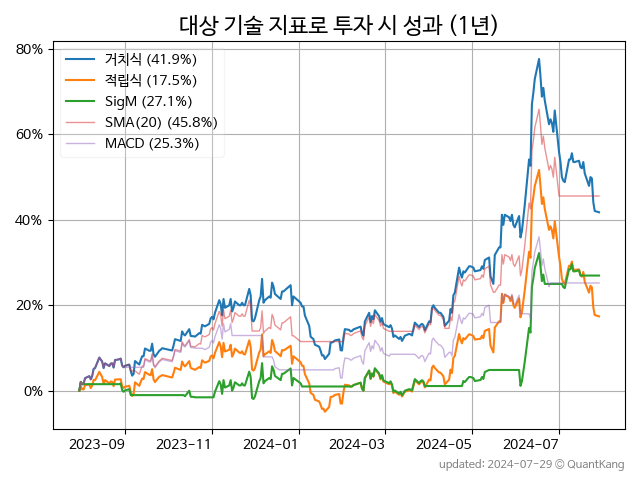 대상 기술 지표로 투자 시 성과 (1년)
거치식 (41.9%)
적립식 (17.5%)
SigM (27.1%)
SMA(20) (45.8%)
MACD (25.3%)
80%
60%
40%
20%
0%
2023-09 2023-11 2024-01 2024-03 2024-05 2024-07
updated: 2024-07-29 © QuantKang